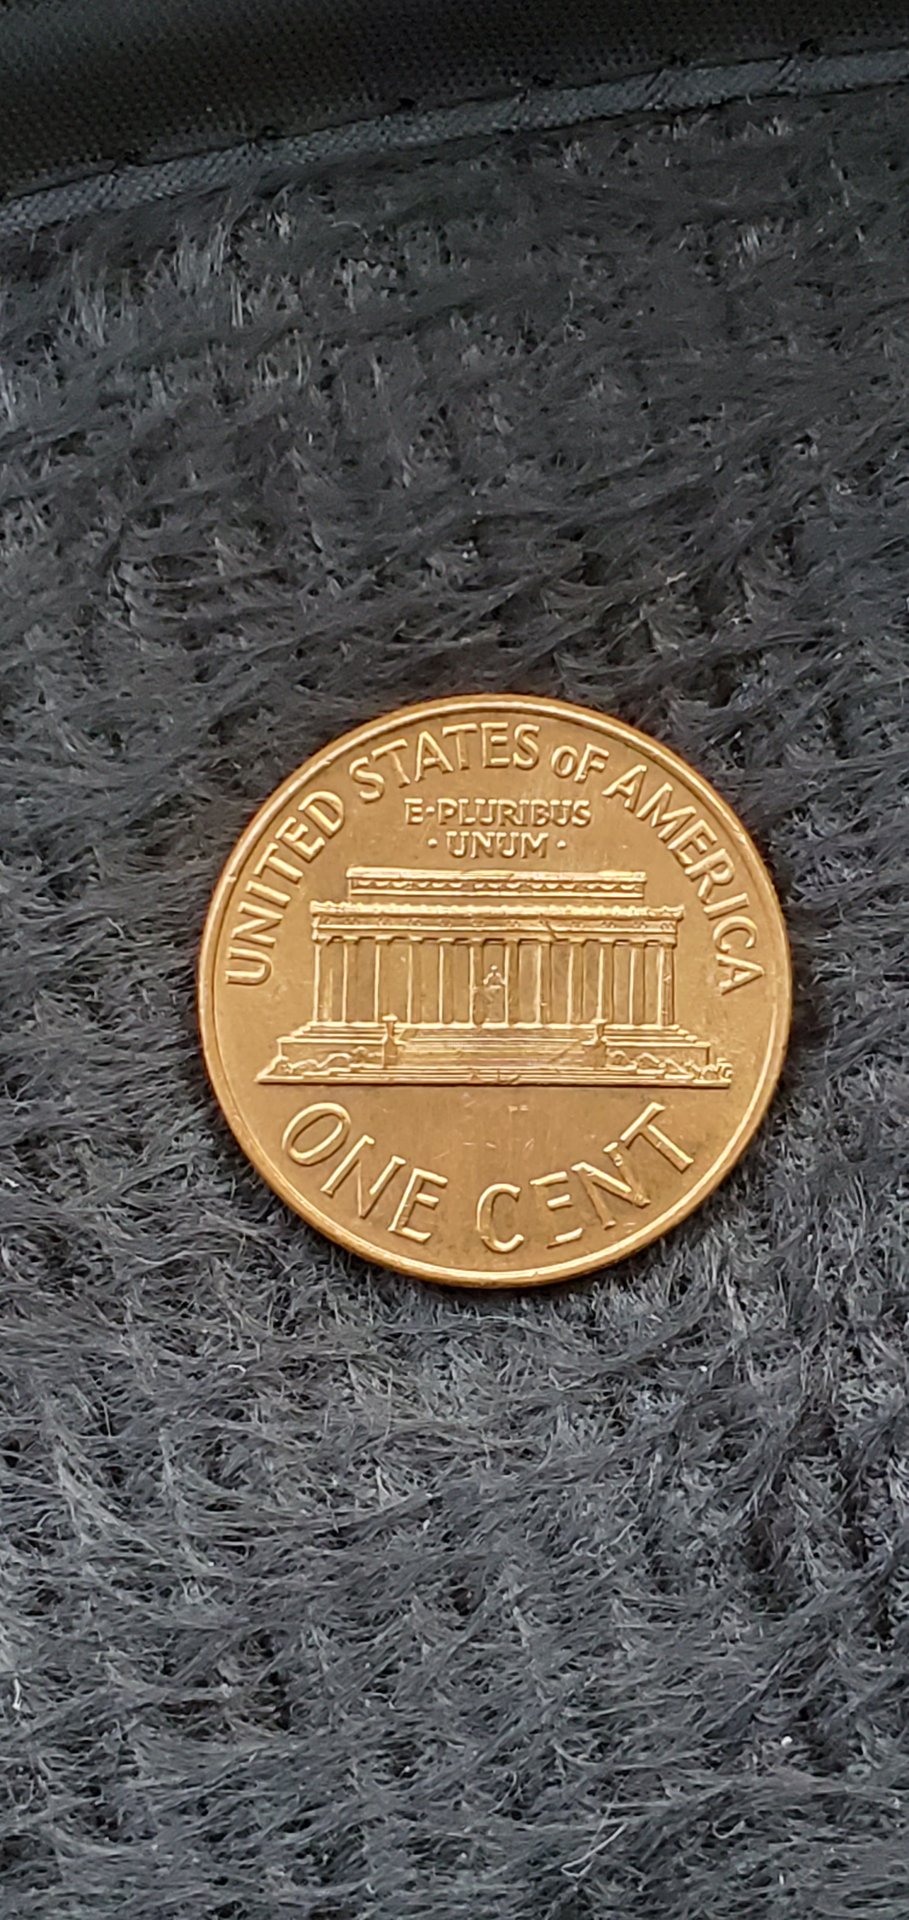 UNITED STATES OF AMERICA
E·PLURIBUS
·UNUM·
ONE CENT